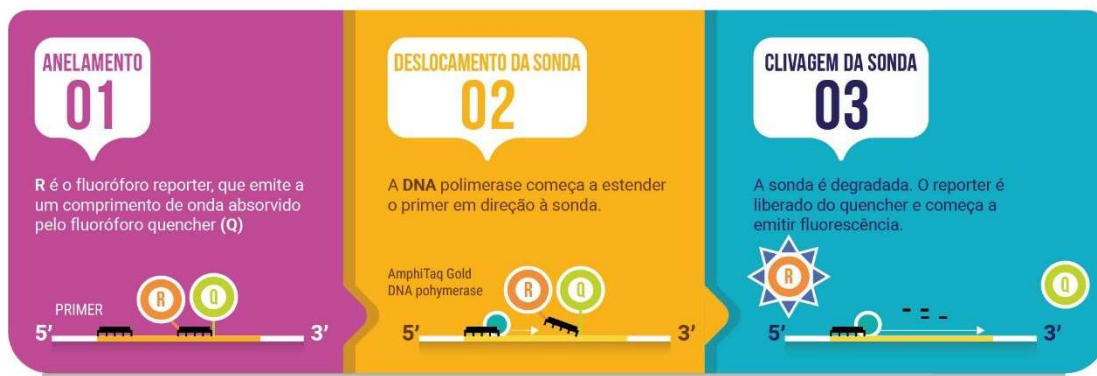 ANELAMENTO
01
R é o fluoróforo reporter, que emite a
um comprimento de onda absorvido
pelo fluoróforo quencher (Q)
PRIMER
R
Q
5’
3’
DESLOCAMENTO DA SONDA
02
A DNA polimerase começa a estender
o primer em direção à sonda.
AmphiTaq Gold
DNA pohymerase
R
Q
5’
3’
CLIVAGEM DA SONDA
03
A sonda é degradada. O reporter é
liberado do quencher e começa a
emitir fluorescência.
R
Q
5’
3’